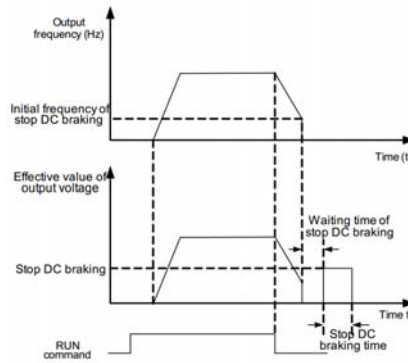 Output
frequency (Hz)
Initial frequency of
stop DC braking
Time (t
Effective value of
output voltage
Waiting time of
stop DC braking
Stop DC braking
Time t
Stop DC
braking time
RUN
command